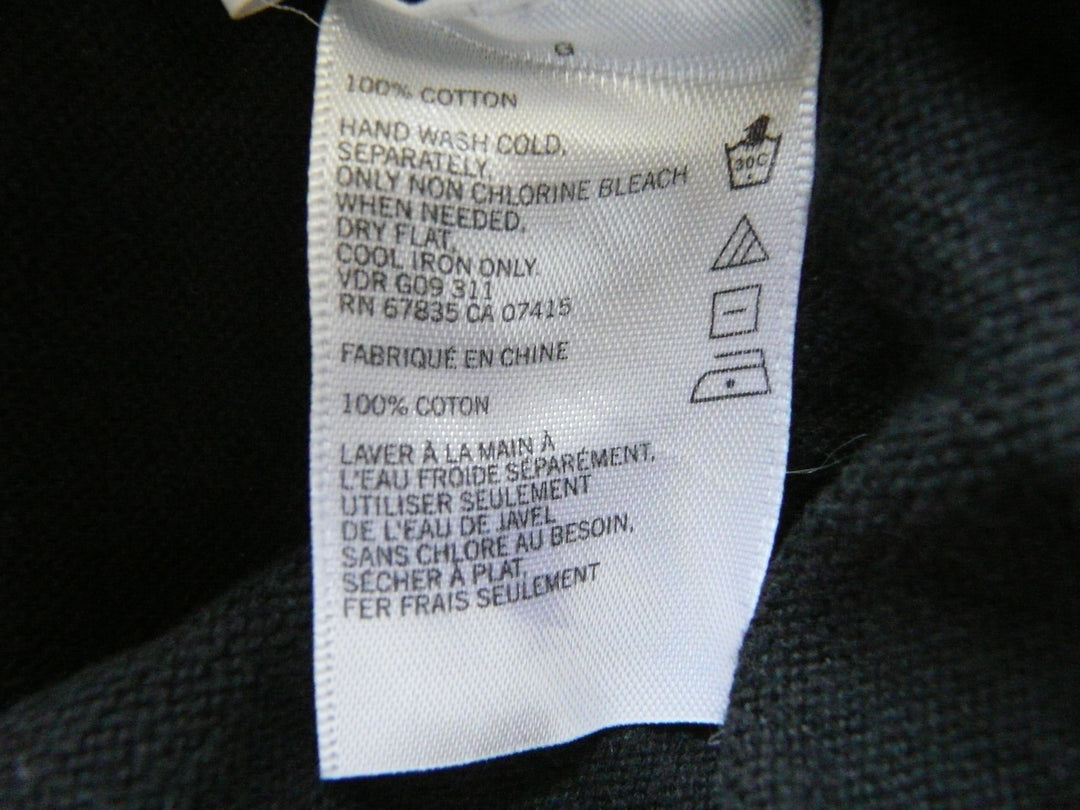 G
100% COTTON
HAND WASH COLD,
SEPARATELY,
ONLY NON CHLORINE BLEACH
WHEN NEEDED,
DRY FLAT,
COOL IRON ONLY.
VDR G09 311
RN 67835 CA 07415
FABRIQUÉ EN CHINE
100% COTON
LAVER À LA MAIN À
L'EAU FROIDE SÉPARÉMENT,
UTILISER SEULEMENT
DE L'EAU DE JAVEL
SANS CHLORE AU BESOIN,
SÉCHER À PLAT,
FER FRAIS SEULEMENT
30C